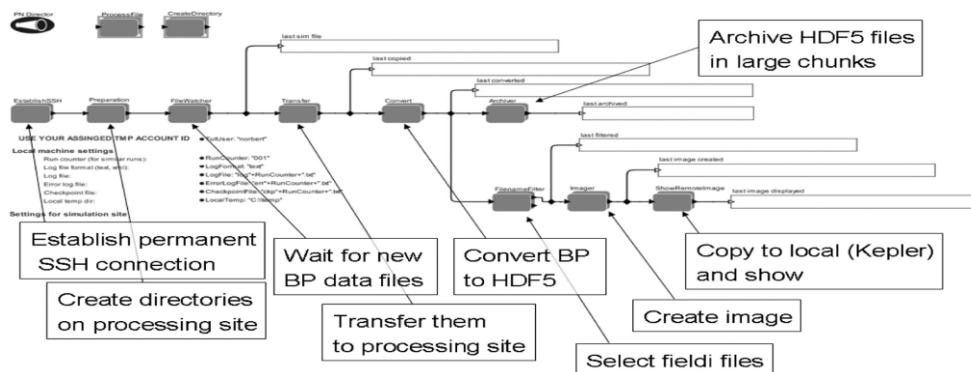 PN Director
ProcessFile
CreateDirectory
last sim file
last copied
last converted
Archive HDF5 files
in large chunks
EstablishSSH
Preparation
FileWatcher
Transfer
Convert
Archiver
last archived
USE YOUR ASSINGED TMP ACCOUNT ID
TutUser: "norbert"
last filtered
Local machine settings
Run counter (for similar runs):
RunCounter: "001"
Log file format (text, xml):
LogFormat: "text"
Log file:
LogFile: "log"+RunCounter+".txt"
Error log file:
ErrorLogFile: "err"+RunCounter+".txt"
Checkpoint file:
CheckpointFile: "ckp"+RunCounter+".txt"
Local temp dir:
LocalTemp: "C:\\temp"
last image created
FilenameFilter
Imager
ShowRemoteImage
last image displayed
Settings for simulation site
Establish permanent
SSH connection
Wait for new
BP data files
Convert BP
to HDF5
Copy to local (Kepler)
and show
Create directories
on processing site
Transfer them
to processing site
Create image
Select fieldi files